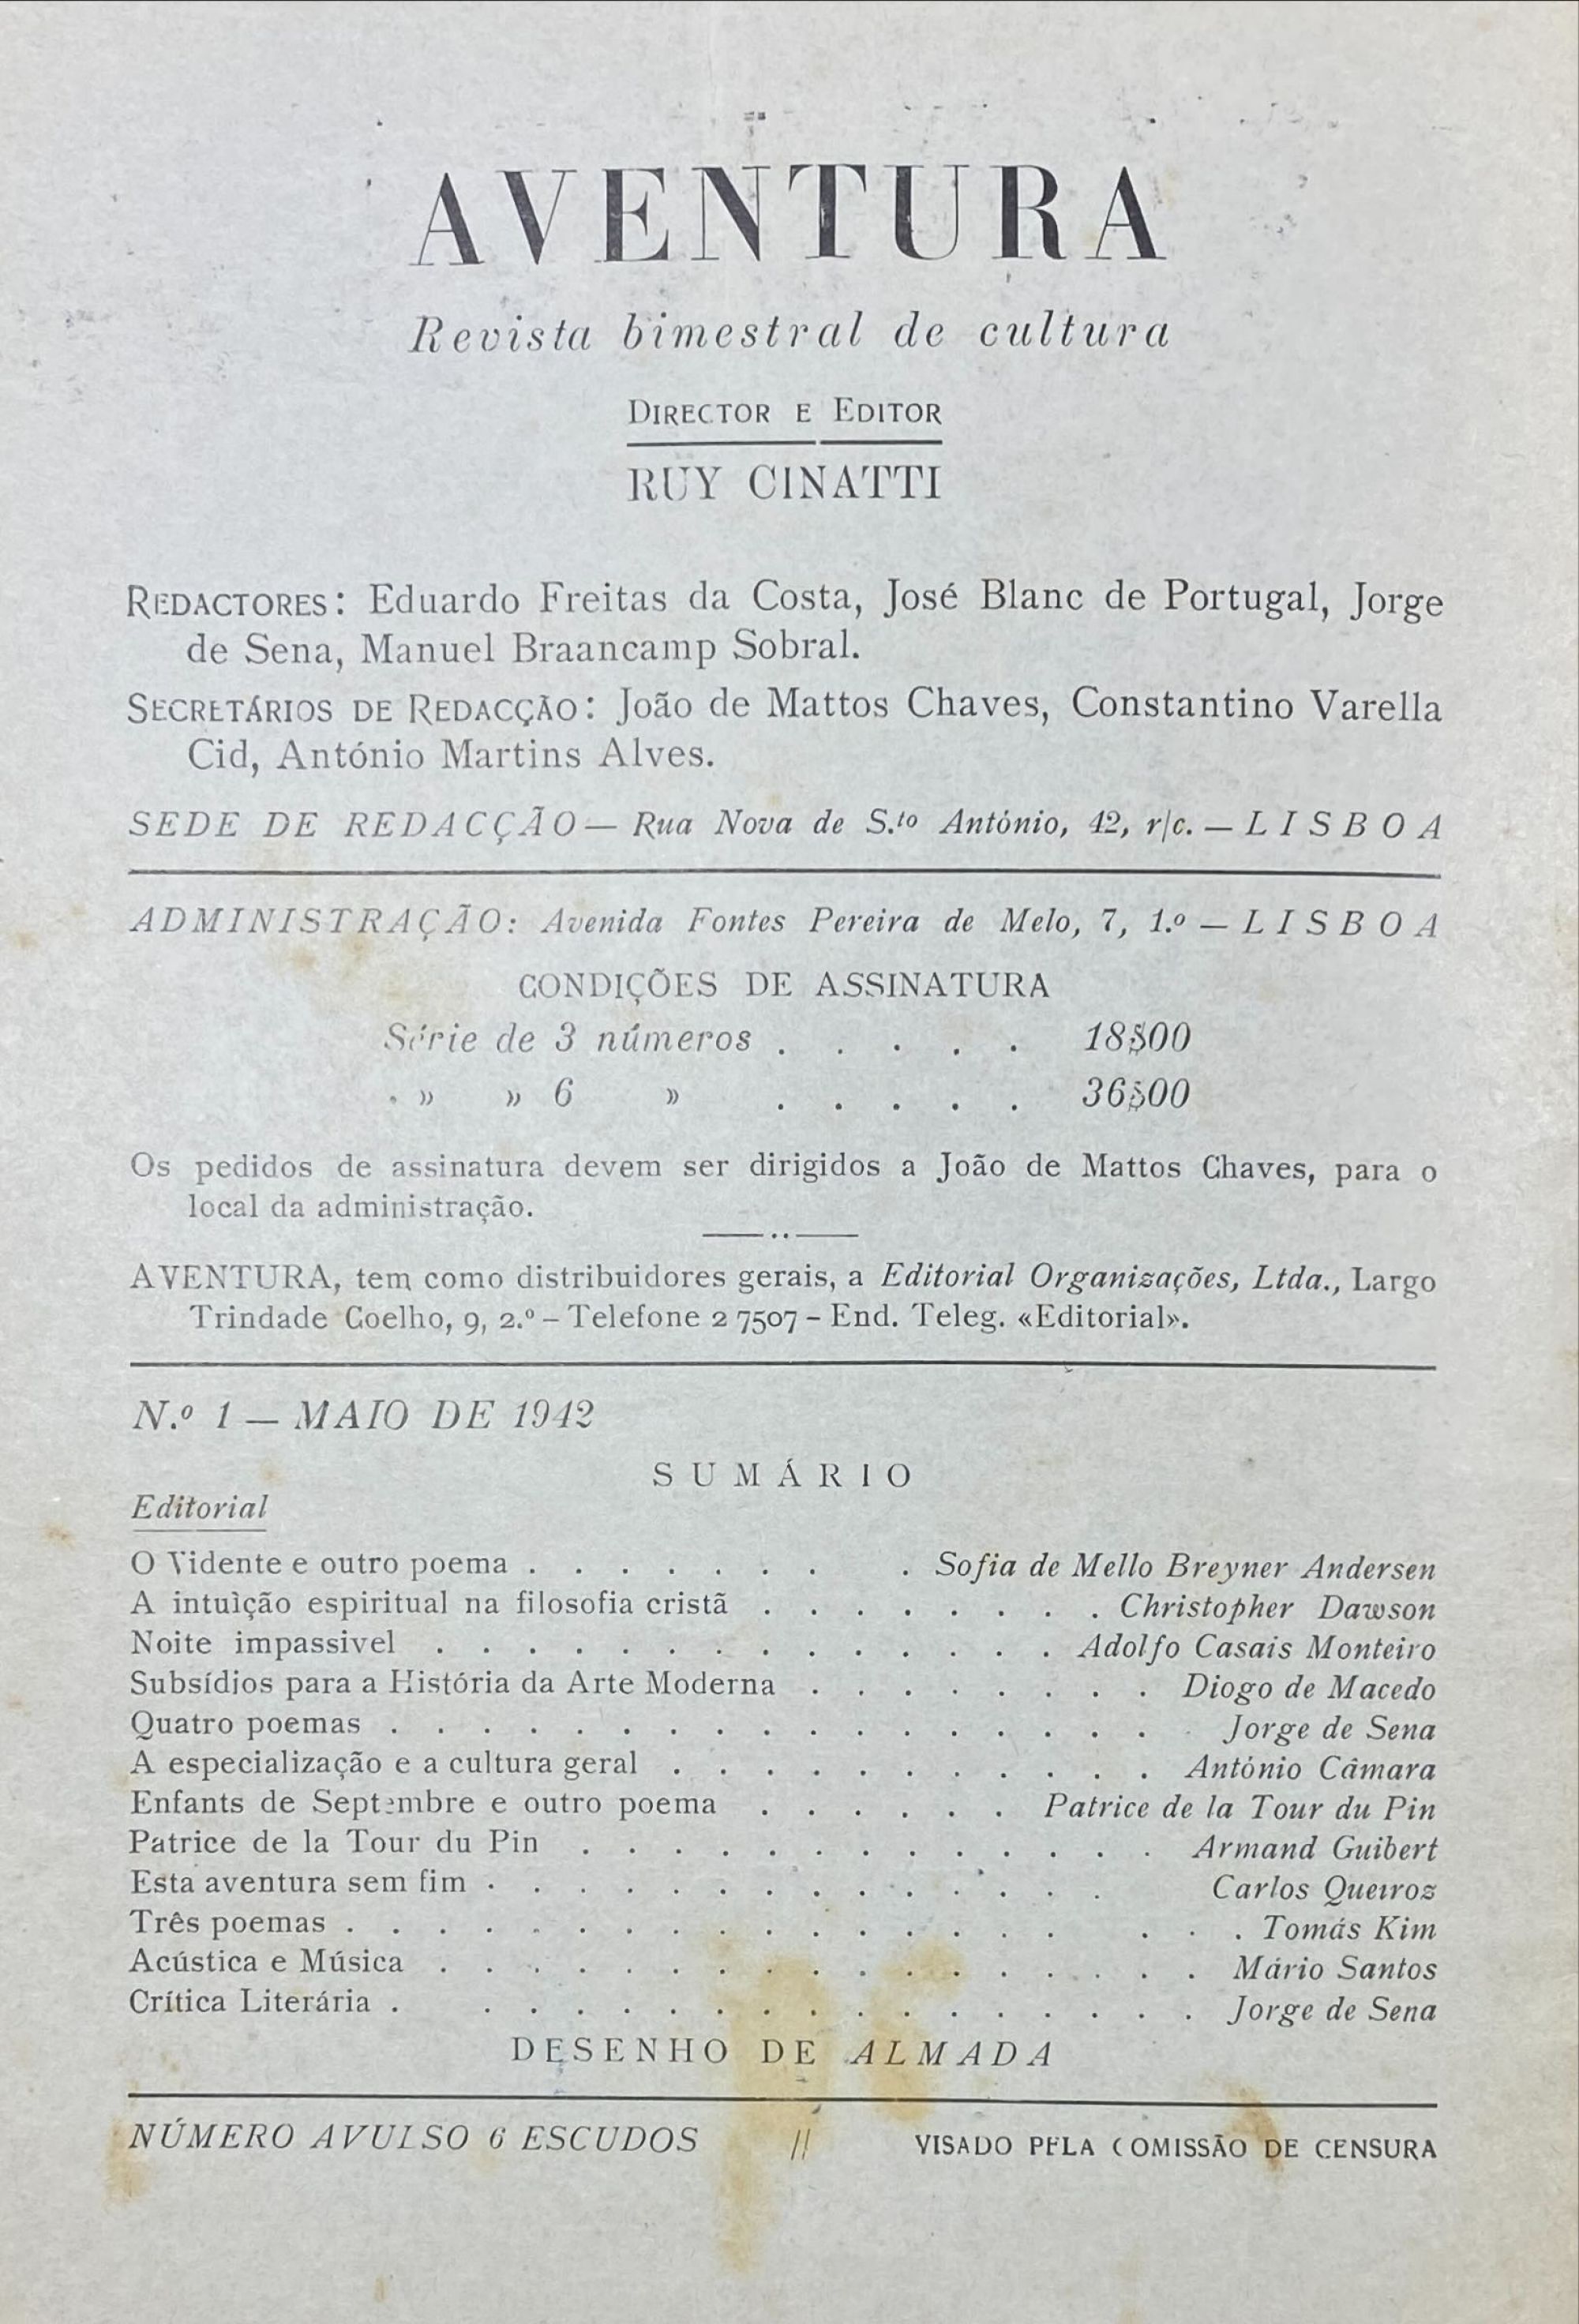 AVENTURA
Revista bimestral de cultura
DIRECTOR E EDITOR
RUY CINATTI
REDACTORES: Eduardo Freitas da Costa, José Blanc de Portugal, Jorge
de Sena, Manuel Braancamp Sobral.
SECRETÁRIOS DE REDACÇÃO: João de Mattos Chaves, Constantino Varella
Cid, António Martins Alves.
SEDE DE REDACÇÃO — Rua Nova de S.to António, 42, r/c. — LISBOA
ADMINISTRAÇÃO: Avenida Fontes Pereira de Melo, 7, 1.º — LISBOA
CONDIÇÕES DE ASSINATURA
Série de 3 números . . . . . 18$00
» » 6 » . . . . . 36$00
Os pedidos de assinatura devem ser dirigidos a João de Mattos Chaves, para o
local da administração.
AVENTURA, tem como distribuidores gerais, a Editorial Organizações, Ltda., Largo
Trindade Coelho, 9, 2.º – Telefone 2 7507 – End. Teleg. «Editorial».
N.º 1 — MAIO DE 1942
SUMÁRIO
Editorial
O Vidente e outro poema . . . . . . . . Sofia de Mello Breyner Andersen
A intuìção espiritual na filosofia cristã . . . . . . . . Christopher Dawson
Noite impassivel . . . . . . . . . . . . . . Adolfo Casais Monteiro
Subsídios para a História da Arte Moderna . . . . . . . . Diogo de Macedo
Quatro poemas . . . . . . . . . . . . . . . . . . Jorge de Sena
A especialização e a cultura geral . . . . . . . . . . . António Câmara
Enfants de Septembre e outro poema . . . . . . Patrice de la Tour du Pin
Patrice de la Tour du Pin . . . . . . . . . . . . . Armand Guibert
Esta aventura sem fim . . . . . . . . . . . . . . Carlos Queiroz
Três poemas . . . . . . . . . . . . . . . . . . . Tomás Kim
Acústica e Música . . . . . . . . . . . . . . . . . Mário Santos
Crítica Literária . . . . . . . . . . . . . . . . . Jorge de Sena
DESENHO DE ALMADA
NÚMERO AVULSO 6 ESCUDOS // VISADO PELA COMISSÃO DE CENSURA